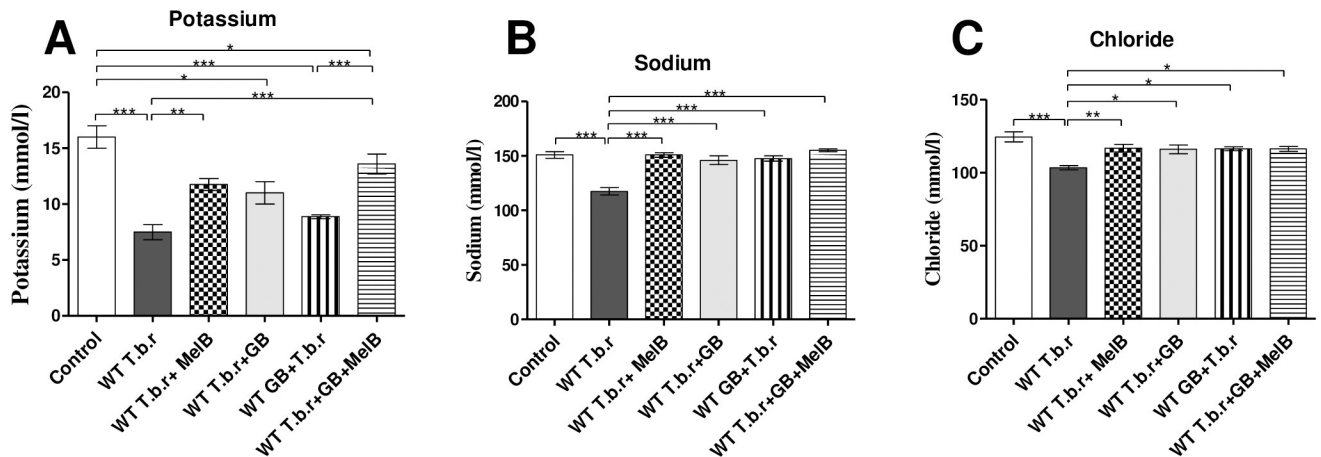 A
Potassium
*
***
***
*
***
***
**
Potassium (mmol/l)
20
15
10
5
0
Control
WT T.b.r
WT T.b.r+ MelB
WT T.b.r+GB
WT GB+T.b.r
WT T.b.r+GB+MelB
B
Sodium
***
***
***
***
***
Sodium (mmol/l)
200
150
100
50
0
Control
WT T.b.r
WT T.b.r+ MelB
WT T.b.r+GB
WT GB+T.b.r
WT T.b.r+GB+MelB
C
Chloride
*
*
*
***
**
Chloride (mmol/l)
150
100
50
0
Control
WT T.b.r
WT T.b.r+ MelB
WT T.b.r+GB
WT GB+T.b.r
WT T.b.r+GB+MelB